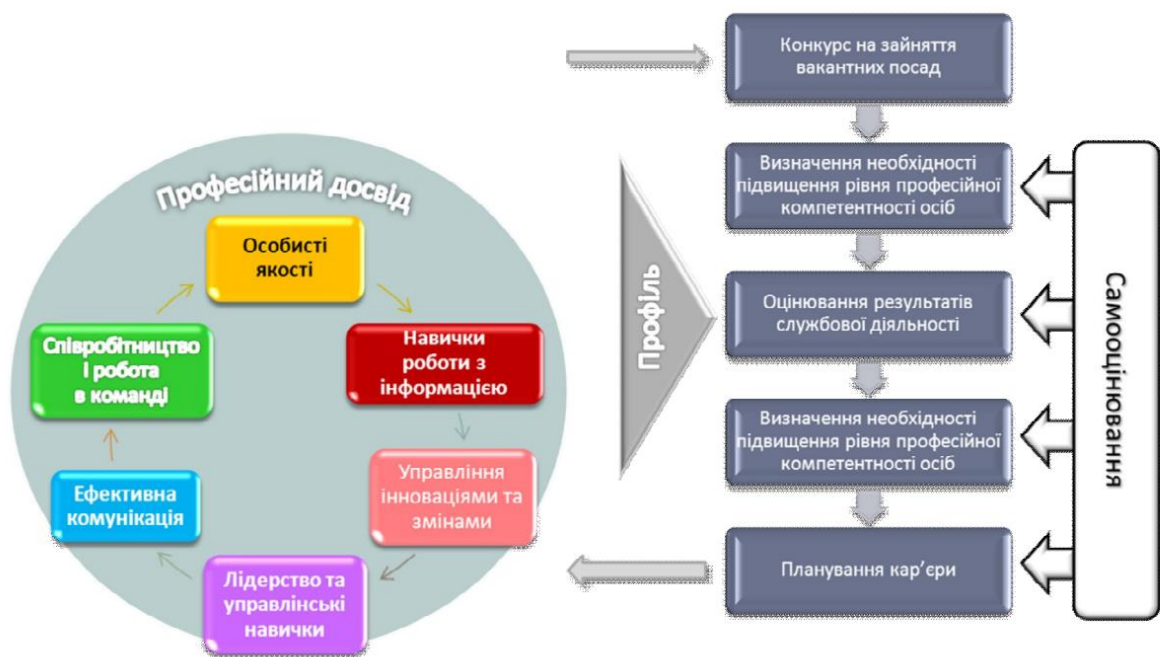 Професійний досвід
Особисті
якості
Навички
роботи з
інформацією
Управління
інноваціями та
змінами
Лідерство та
управлінські
навички
Ефективна
комунікація
Співробітництво
і робота
в команді
Профіль
Конкурс на зайняття
вакантних посад
Визначення необхідності
підвищення рівня професійної
компетентності осіб
Оцінювання результатів
службової діяльності
Визначення необхідності
підвищення рівня професійної
компетентності осіб
Планування кар’єри
Самооцінювання